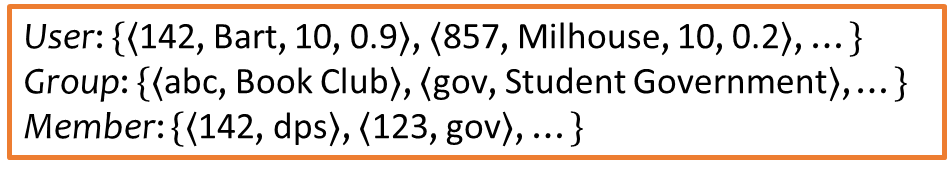 User: {⟨142, Bart, 10, 0.9⟩, ⟨857, Milhouse, 10, 0.2⟩, … }
Group: {⟨abc, Book Club⟩, ⟨gov, Student Government⟩, … }
Member: {⟨142, dps⟩, ⟨123, gov⟩, … }